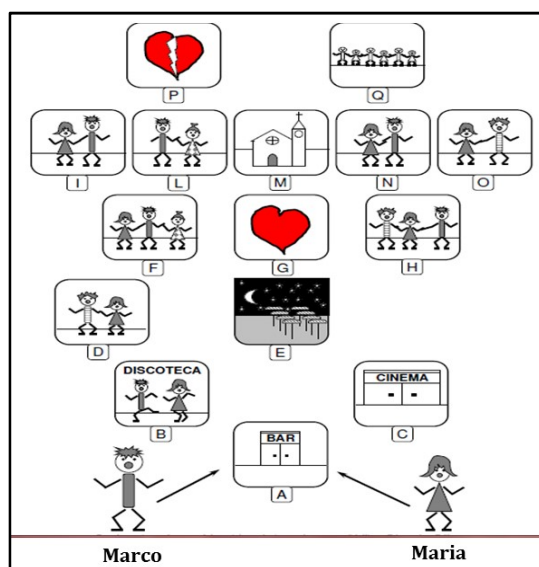 P Q
I L M N O
F G H
D E
DISCOTECA
CINEMA
B C
BAR
A
Marco Maria